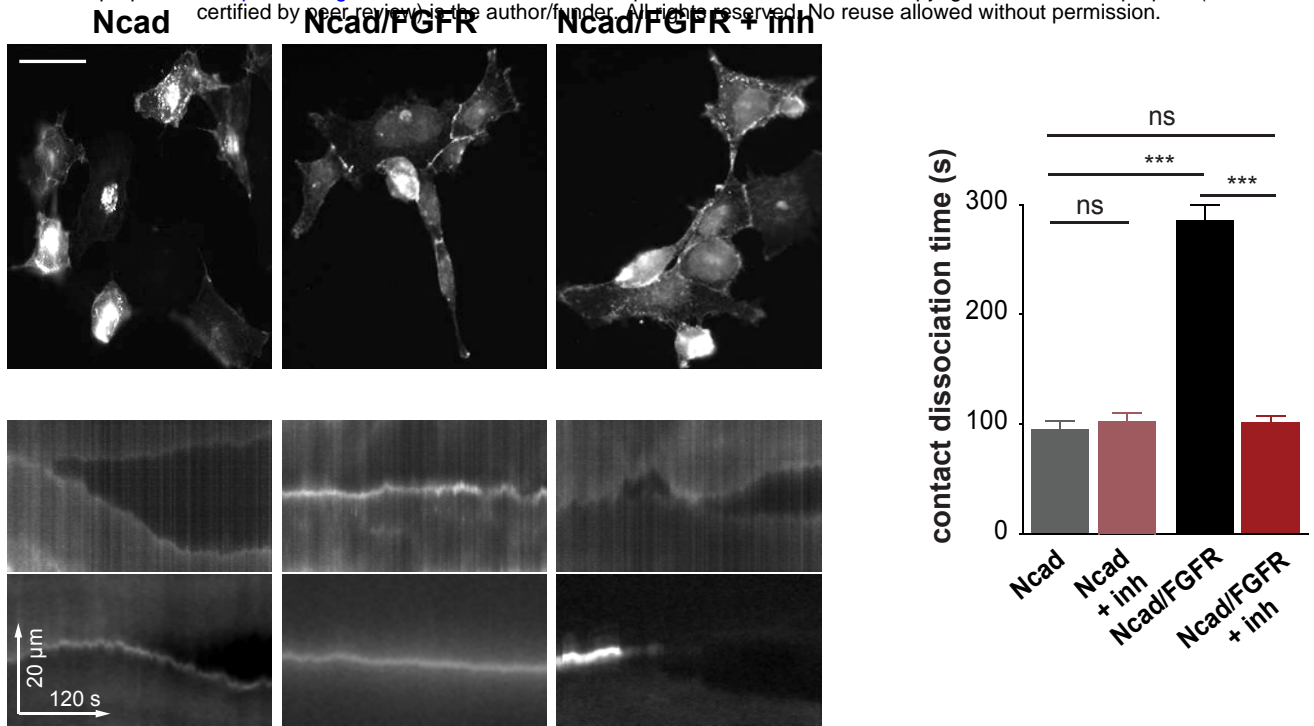 certified by peer review) is the author/funder. All rights reserved. No reuse allowed without permission.
Ncad Ncad/FGFR Ncad/FGFR + inh
20 µm
120 s
contact dissociation time (s)
ns
***
***
ns
300
200
100
0
Ncad
Ncad
+ inh
Ncad/FGFR
Ncad/FGFR
+ inh